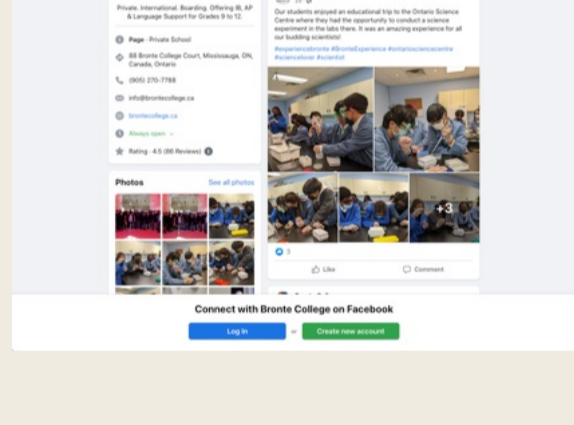 Private. International. Boarding. Offering IB, AP
& Language Support for Grades 9 to 12.
Page · Private School
88 Bronte College Court, Mississauga, ON,
Canada, Ontario
(905) 270-7788
info@brontecollege.ca
brontecollege.ca
Always open
Rating · 4.5 (86 Reviews)
Photos
See all photos
Our students enjoyed an educational trip to the Ontario Science
Centre where they had the opportunity to conduct a science
experiment in the labs there. It was an amazing experience for all
our budding scientists!
#experiencebronte #BronteExperience #ontariosciencecentre
#sciencelover #scientist
+3
3
Like
Comment
Connect with Bronte College on Facebook
Log In
or
Create new account